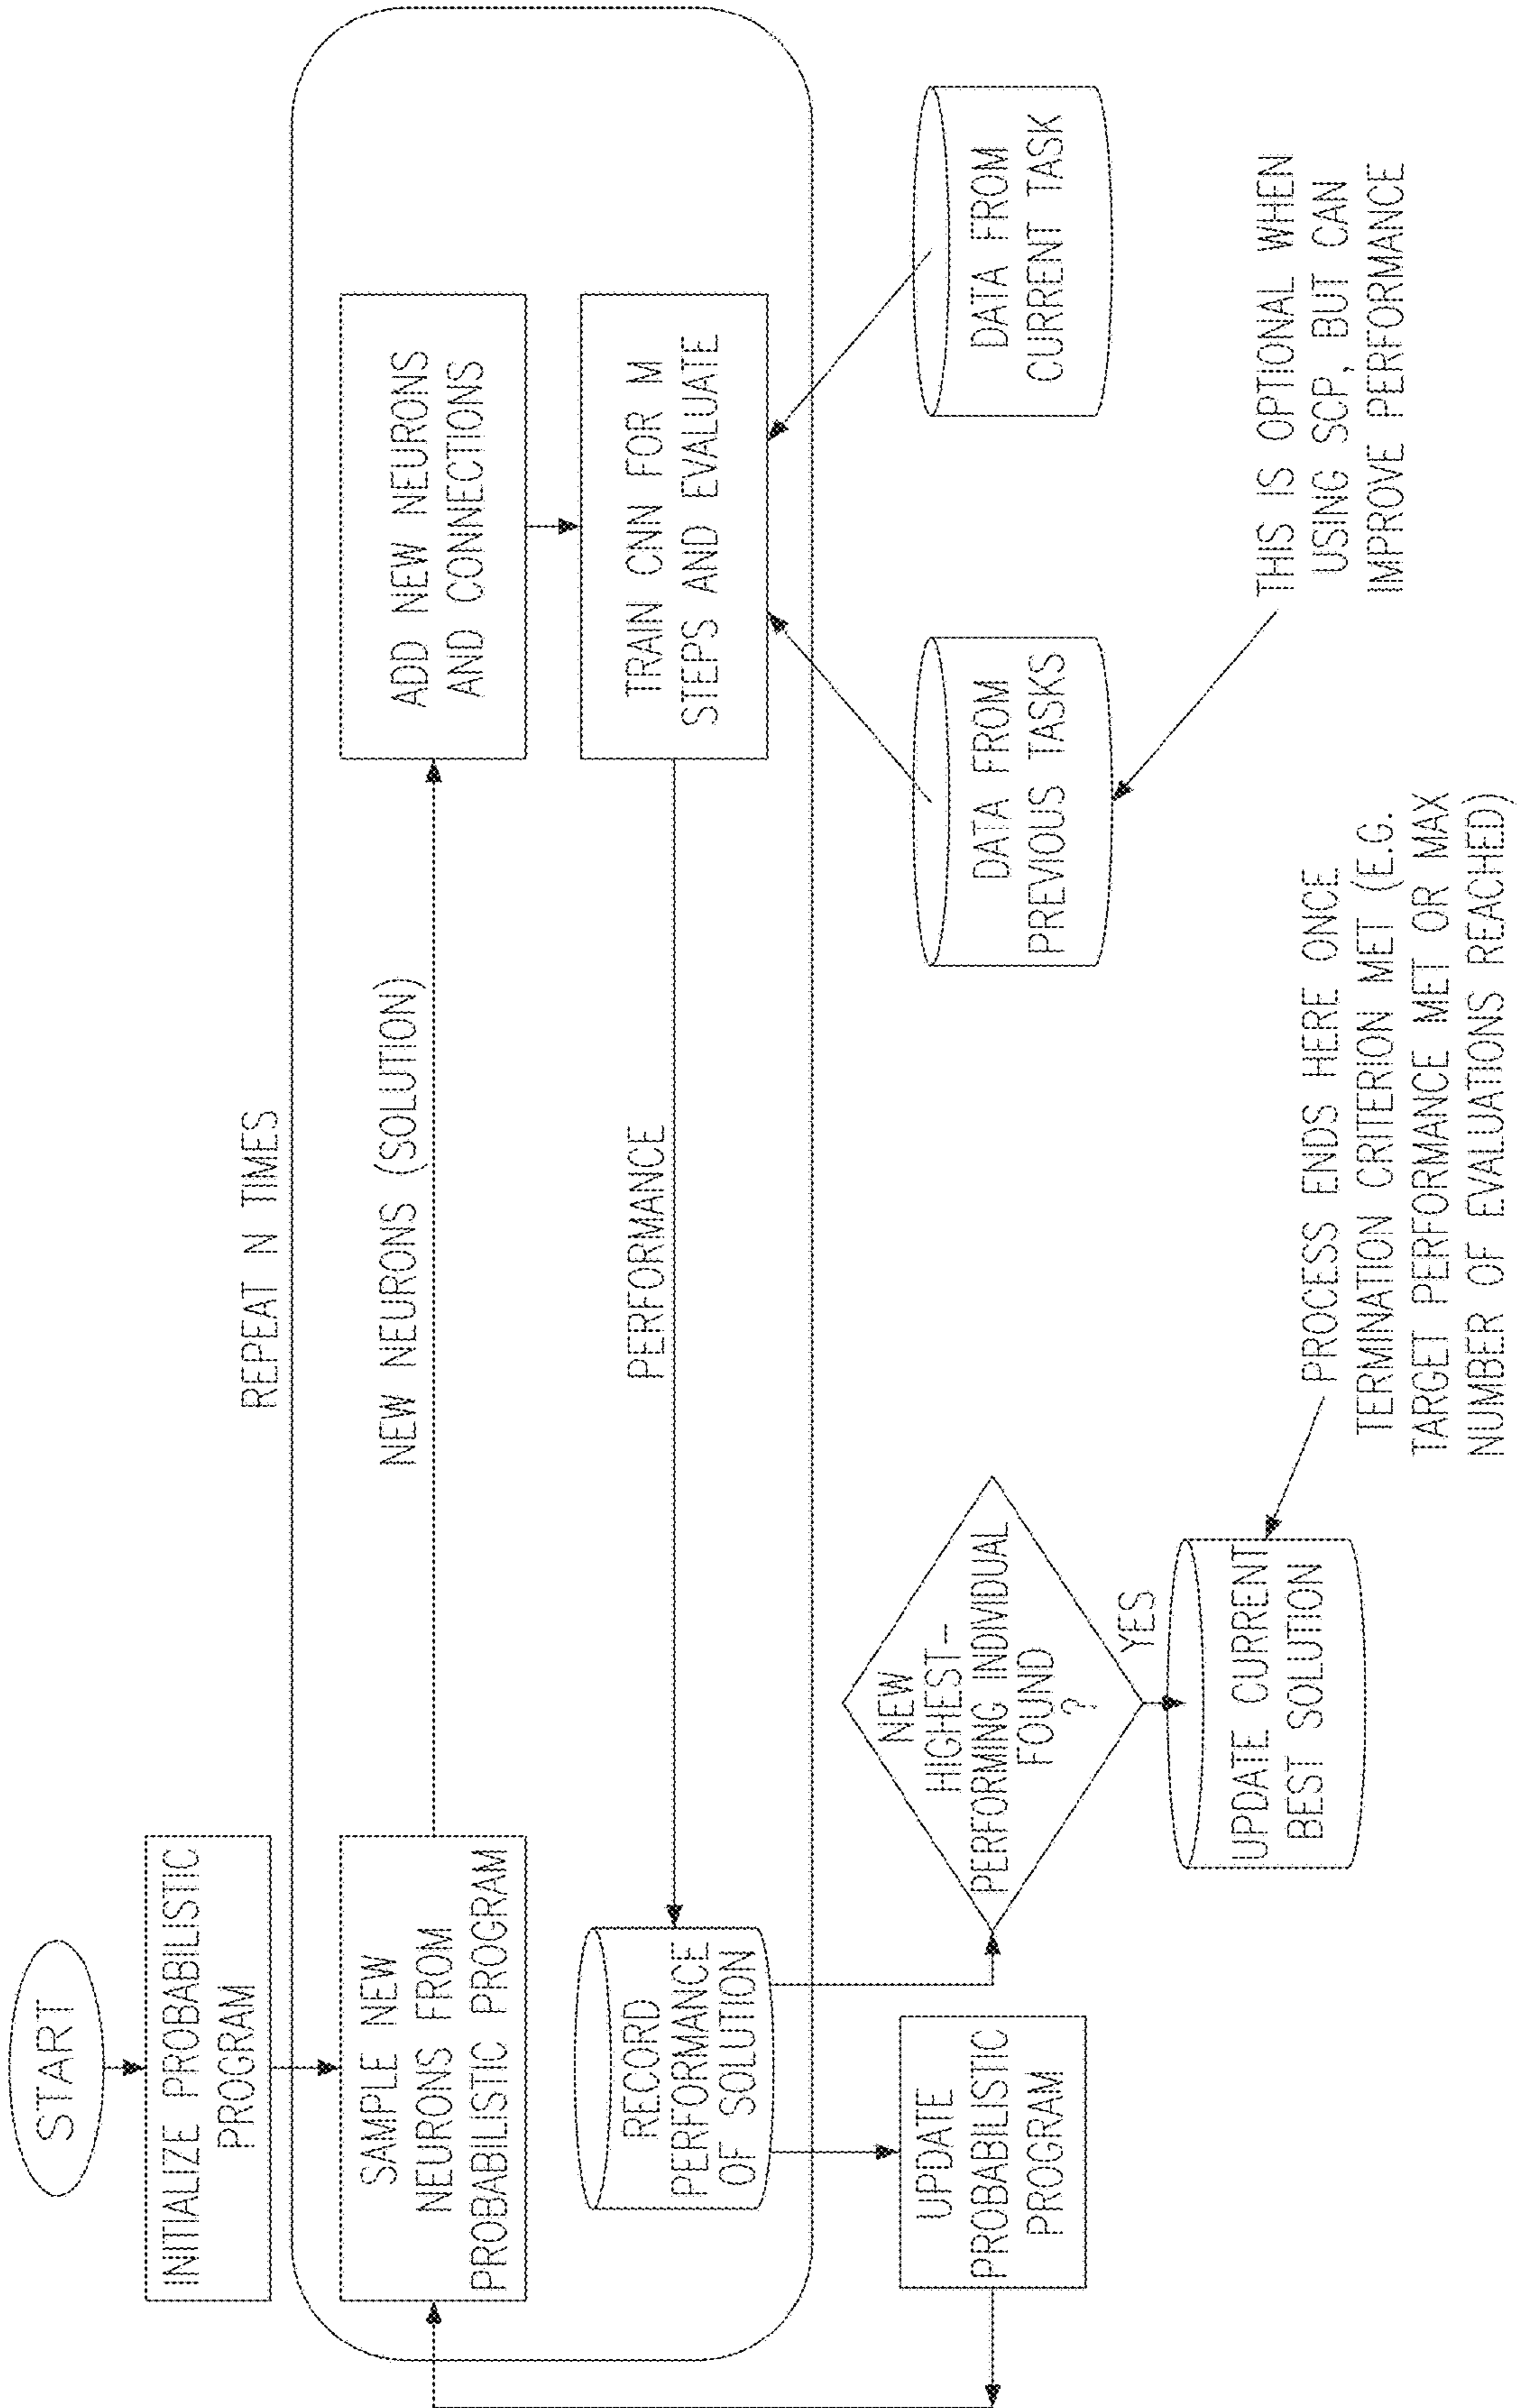 START
INITIALIZE PROBABILISTIC
PROGRAM
REPEAT N TIMES
SAMPLE NEW
NEURONS FROM
PROBABILISTIC PROGRAM
NEW NEURONS (SOLUTION)
ADD NEW NEURONS
AND CONNECTIONS
TRAIN CNN FOR M
STEPS AND EVALUATE
PERFORMANCE
RECORD
PERFORMANCE
OF SOLUTION
UPDATE
PROBABILISTIC
PROGRAM
NEW
HIGHEST-
PERFORMING INDIVIDUAL
FOUND
?
YES
UPDATE CURRENT
BEST SOLUTION
DATA FROM
PREVIOUS TASKS
DATA FROM
CURRENT TASK
THIS IS OPTIONAL WHEN
USING SCP, BUT CAN
IMPROVE PERFORMANCE
PROCESS ENDS HERE ONCE
TERMINATION CRITERION MET (E.G.
TARGET PERFORMANCE MET OR MAX
NUMBER OF EVALUATIONS REACHED)